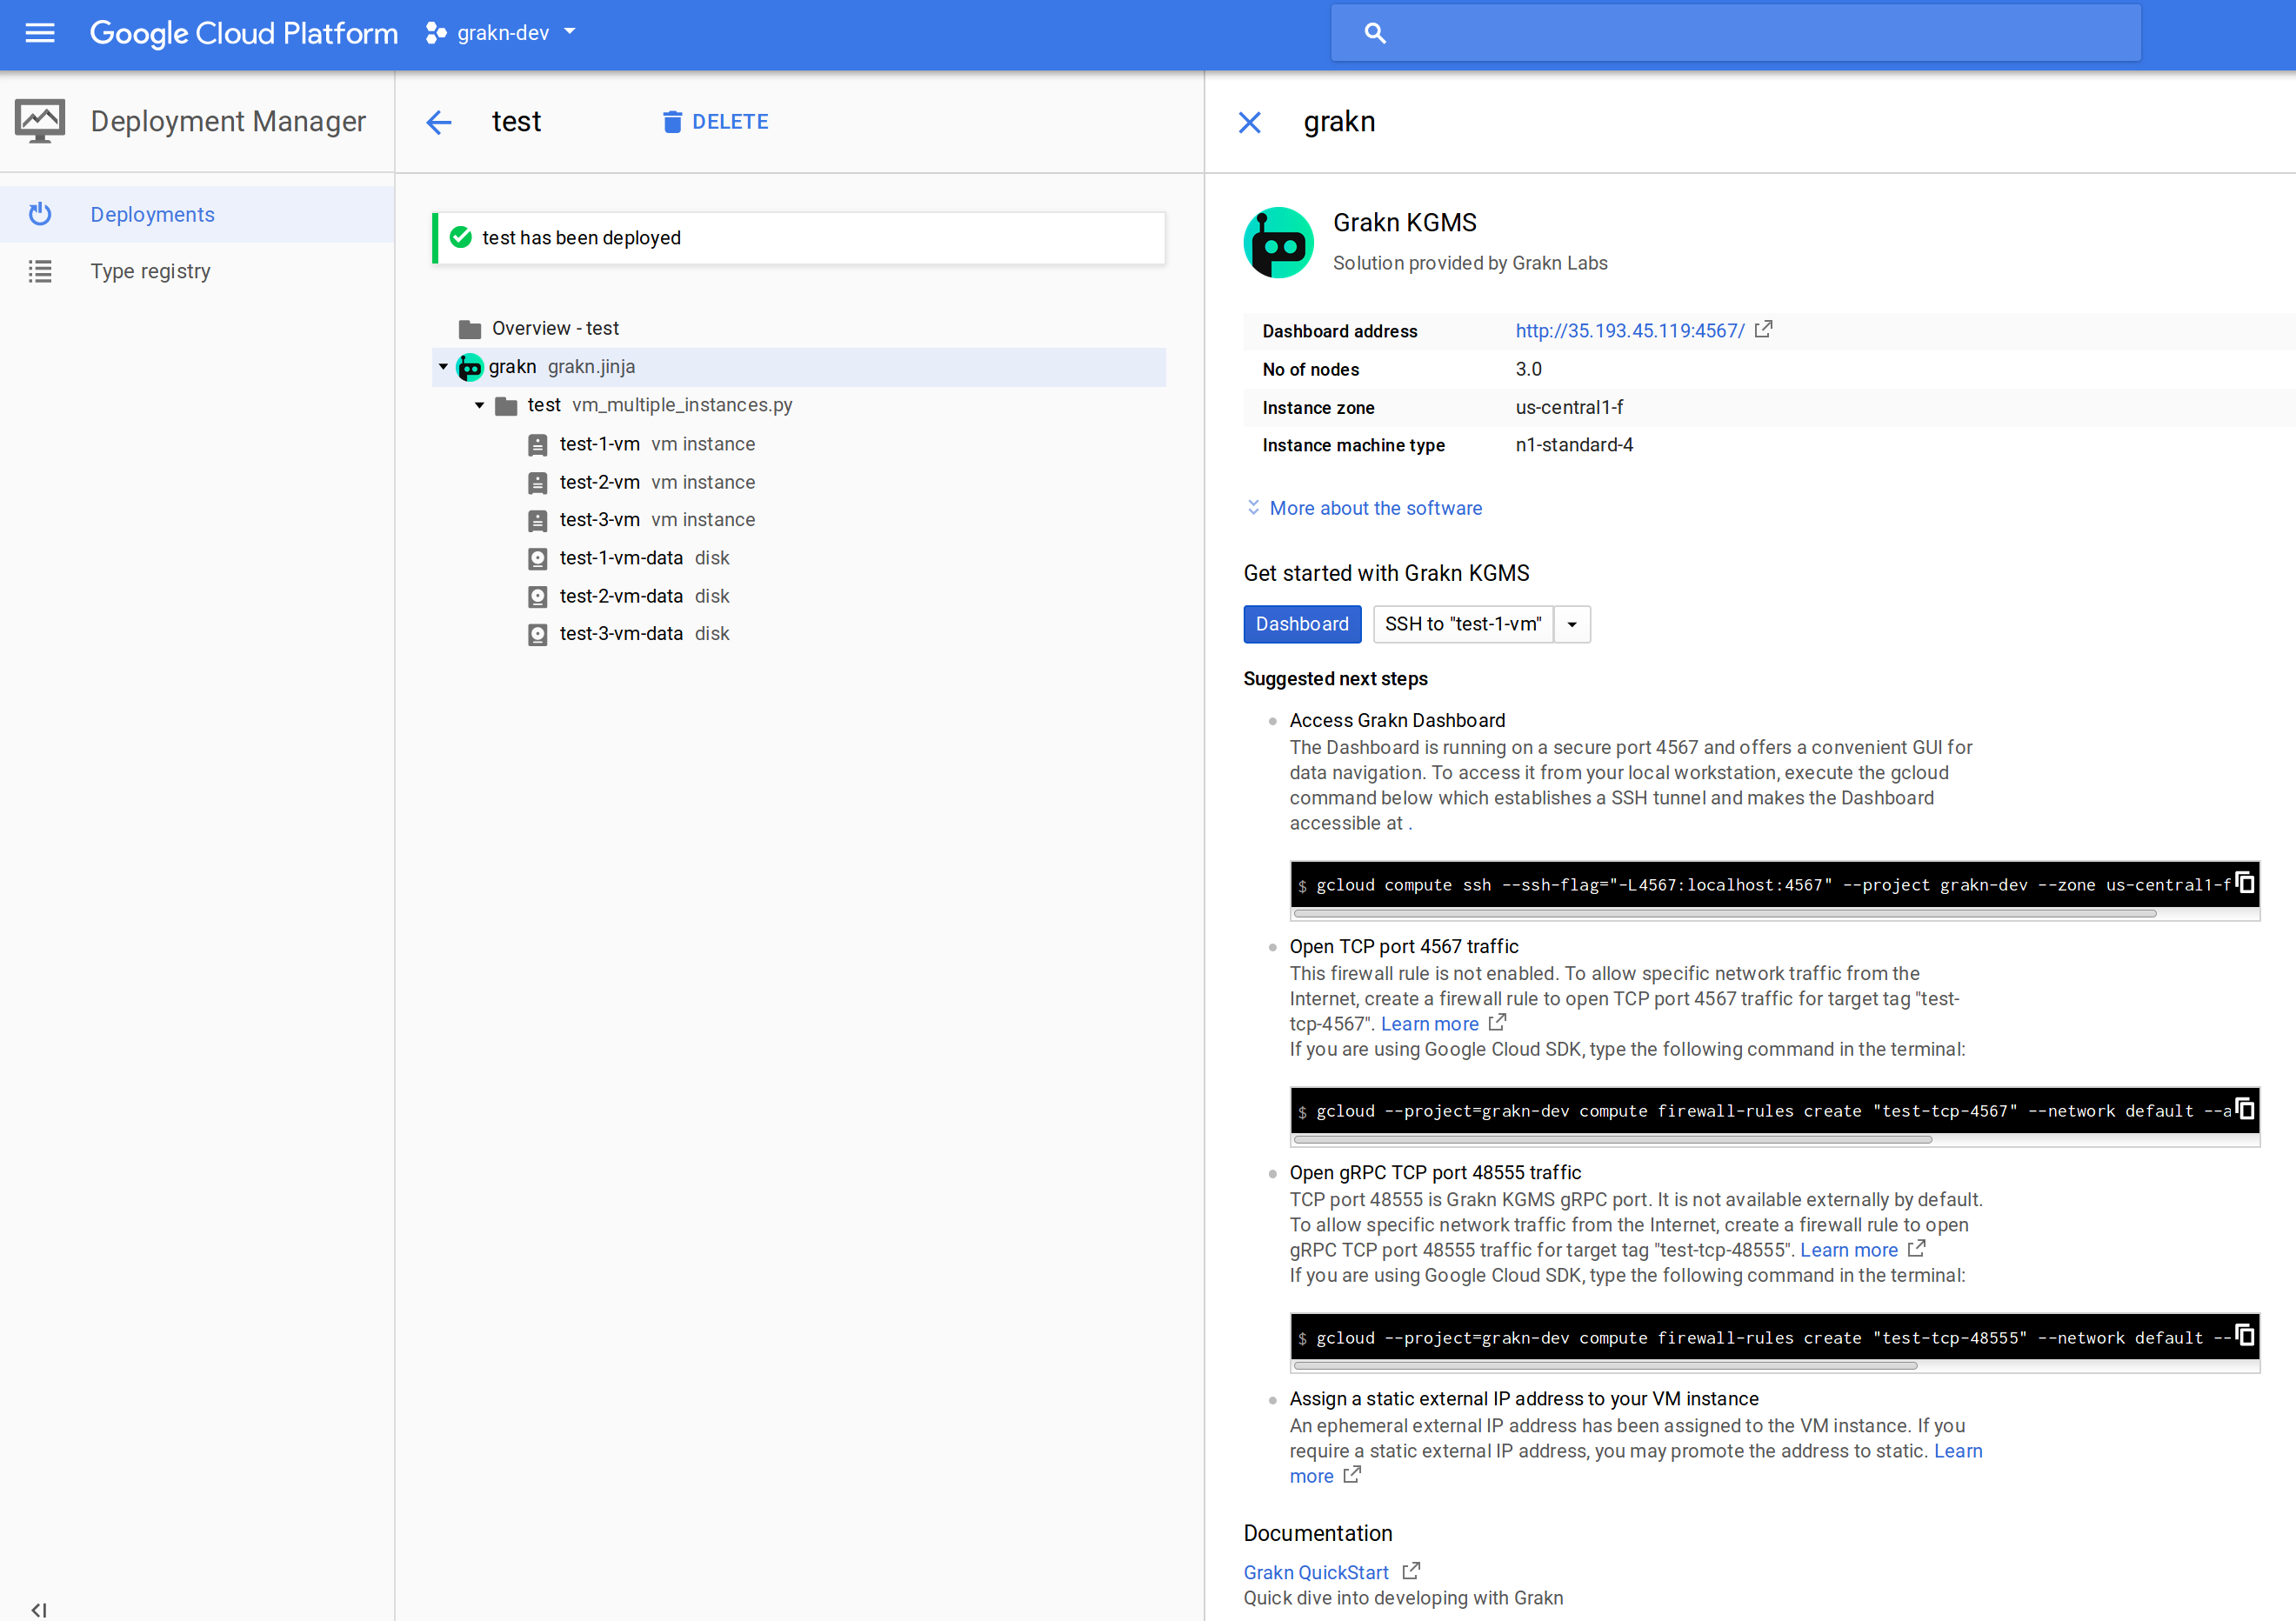 Google Cloud Platform
grakn-dev
Deployment Manager
Deployments
Type registry
test
DELETE
test has been deployed
Overview - test
grakn grakn.jinja
test vm_multiple_instances.py
test-1-vm vm instance
test-2-vm vm instance
test-3-vm vm instance
test-1-vm-data disk
test-2-vm-data disk
test-3-vm-data disk
grakn
Grakn KGMS
Solution provided by Grakn Labs
Dashboard address http://35.193.45.119:4567/
No of nodes 3.0
Instance zone us-central1-f
Instance machine type n1-standard-4
More about the software
Get started with Grakn KGMS
Dashboard SSH to "test-1-vm"
Suggested next steps
Access Grakn Dashboard
The Dashboard is running on a secure port 4567 and offers a convenient GUI for
data navigation. To access it from your local workstation, execute the gcloud
command below which establishes a SSH tunnel and makes the Dashboard
accessible at .
$ gcloud compute ssh --ssh-flag="-L4567:localhost:4567" --project grakn-dev --zone us-central1-f
Open TCP port 4567 traffic
This firewall rule is not enabled. To allow specific network traffic from the
Internet, create a firewall rule to open TCP port 4567 traffic for target tag "test-
tcp-4567". Learn more
If you are using Google Cloud SDK, type the following command in the terminal:
$ gcloud --project=grakn-dev compute firewall-rules create "test-tcp-4567" --network default --a
Open gRPC TCP port 48555 traffic
TCP port 48555 is Grakn KGMS gRPC port. It is not available externally by default.
To allow specific network traffic from the Internet, create a firewall rule to open
gRPC TCP port 48555 traffic for target tag "test-tcp-48555". Learn more
If you are using Google Cloud SDK, type the following command in the terminal:
$ gcloud --project=grakn-dev compute firewall-rules create "test-tcp-48555" --network default --
Assign a static external IP address to your VM instance
An ephemeral external IP address has been assigned to the VM instance. If you
require a static external IP address, you may promote the address to static. Learn
more
Documentation
Grakn QuickStart
Quick dive into developing with Grakn